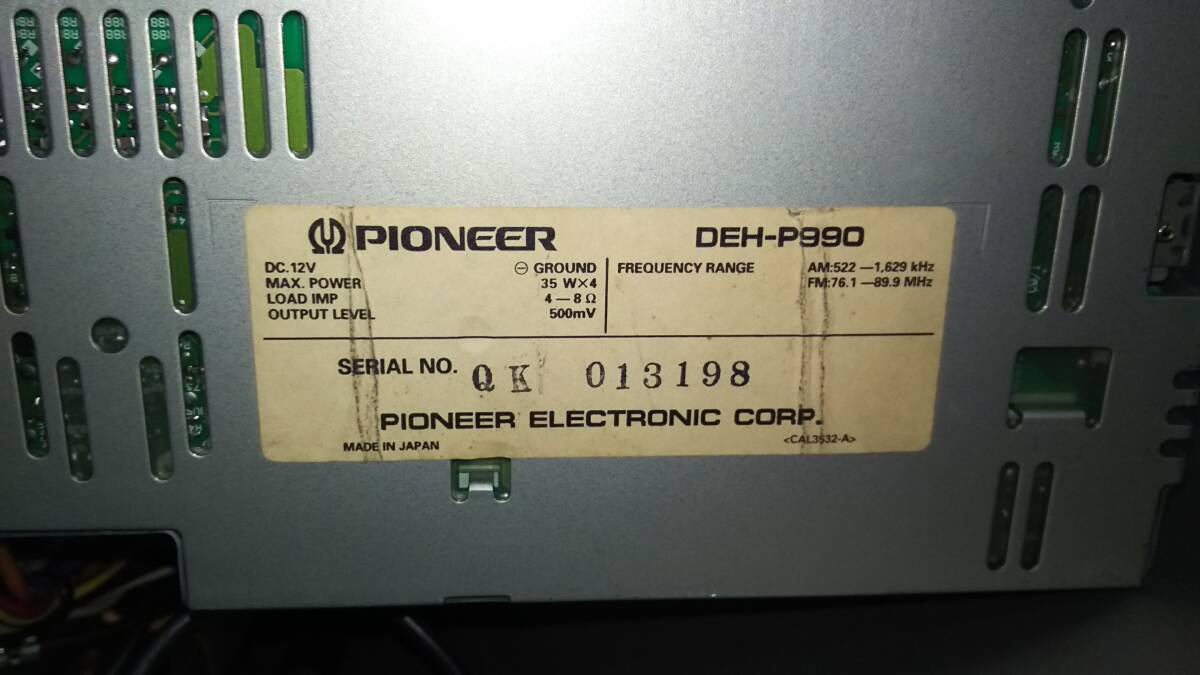 PIONEER
DEH-P990
DC.12V ⊖ GROUND
MAX. POWER 35 W×4
LOAD IMP 4 — 8 Ω
OUTPUT LEVEL 500mV
FREQUENCY RANGE AM:522 —1,629 kHz
FM:76.1 —89.9 MHz
SERIAL NO. QK 013198
PIONEER ELECTRONIC CORP.
MADE IN JAPAN
<CAL3532-A>